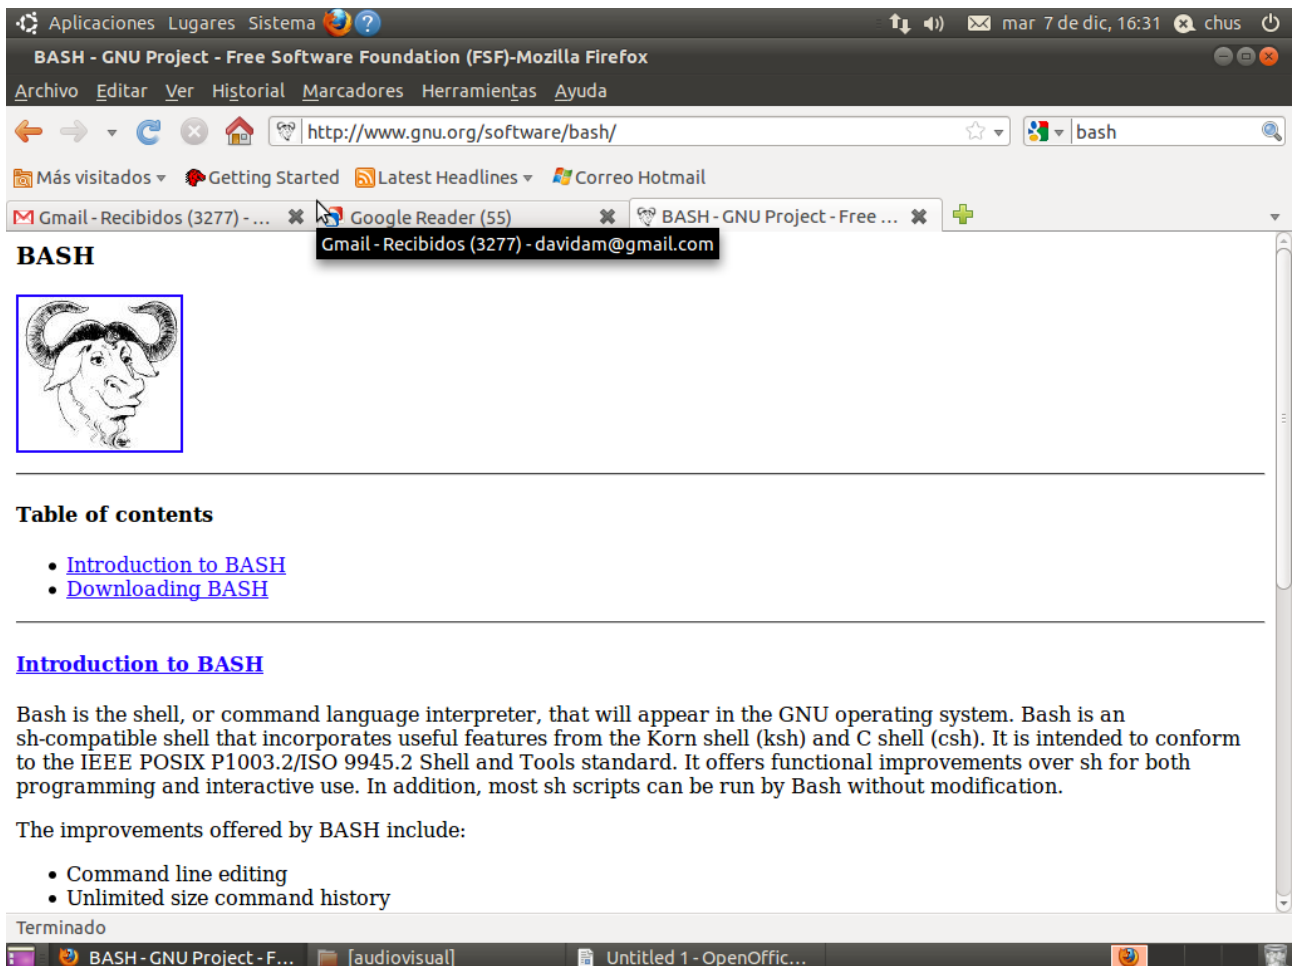 Aplicaciones Lugares Sistema mar 7 de dic, 16:31 chus
BASH - GNU Project - Free Software Foundation (FSF)-Mozilla Firefox
Archivo Editar Ver Historial Marcadores Herramientas Ayuda
http://www.gnu.org/software/bash/ bash
Más visitados Getting Started Latest Headlines Correo Hotmail
Gmail - Recibidos (3277) - ... Google Reader (55) BASH - GNU Project - Free ...
Gmail - Recibidos (3277) - davidam@gmail.com
BASH
Table of contents
• Introduction to BASH
• Downloading BASH
Introduction to BASH
Bash is the shell, or command language interpreter, that will appear in the GNU operating system. Bash is an
sh-compatible shell that incorporates useful features from the Korn shell (ksh) and C shell (csh). It is intended to conform
to the IEEE POSIX P1003.2/ISO 9945.2 Shell and Tools standard. It offers functional improvements over sh for both
programming and interactive use. In addition, most sh scripts can be run by Bash without modification.
The improvements offered by BASH include:
• Command line editing
• Unlimited size command history
Terminado
BASH - GNU Project - F... [audiovisual] Untitled 1 - OpenOffic...